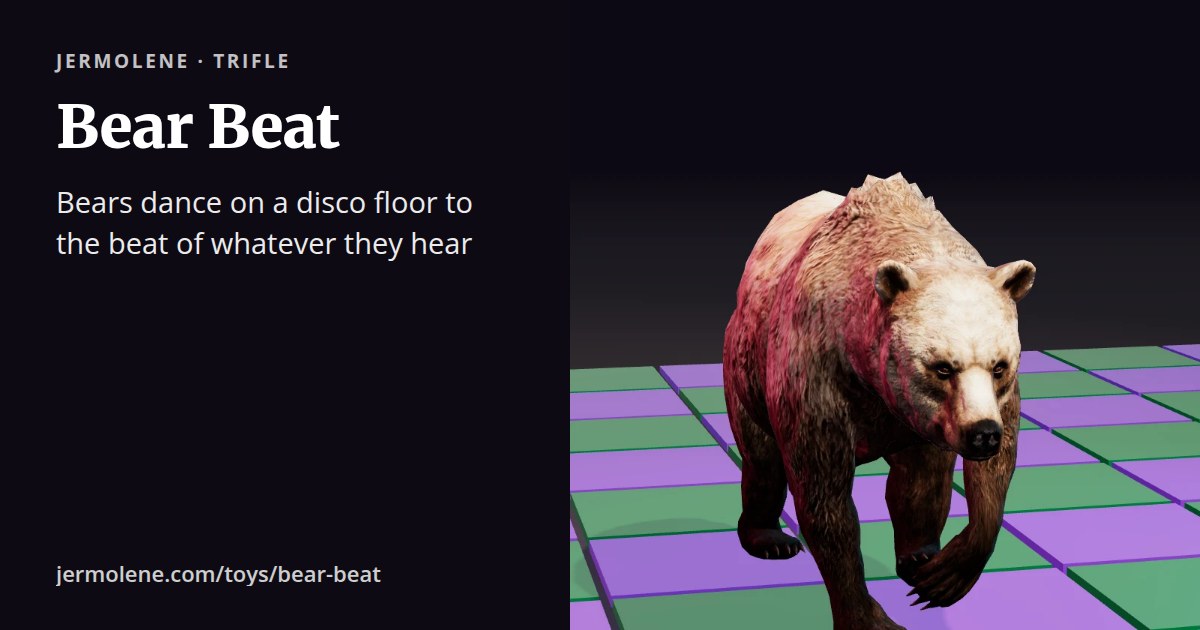 JERMOLENE · TRIFLE
Bear Beat
Bears dance on a disco floor to
the beat of whatever they hear
jermolene.com/toys/bear-beat